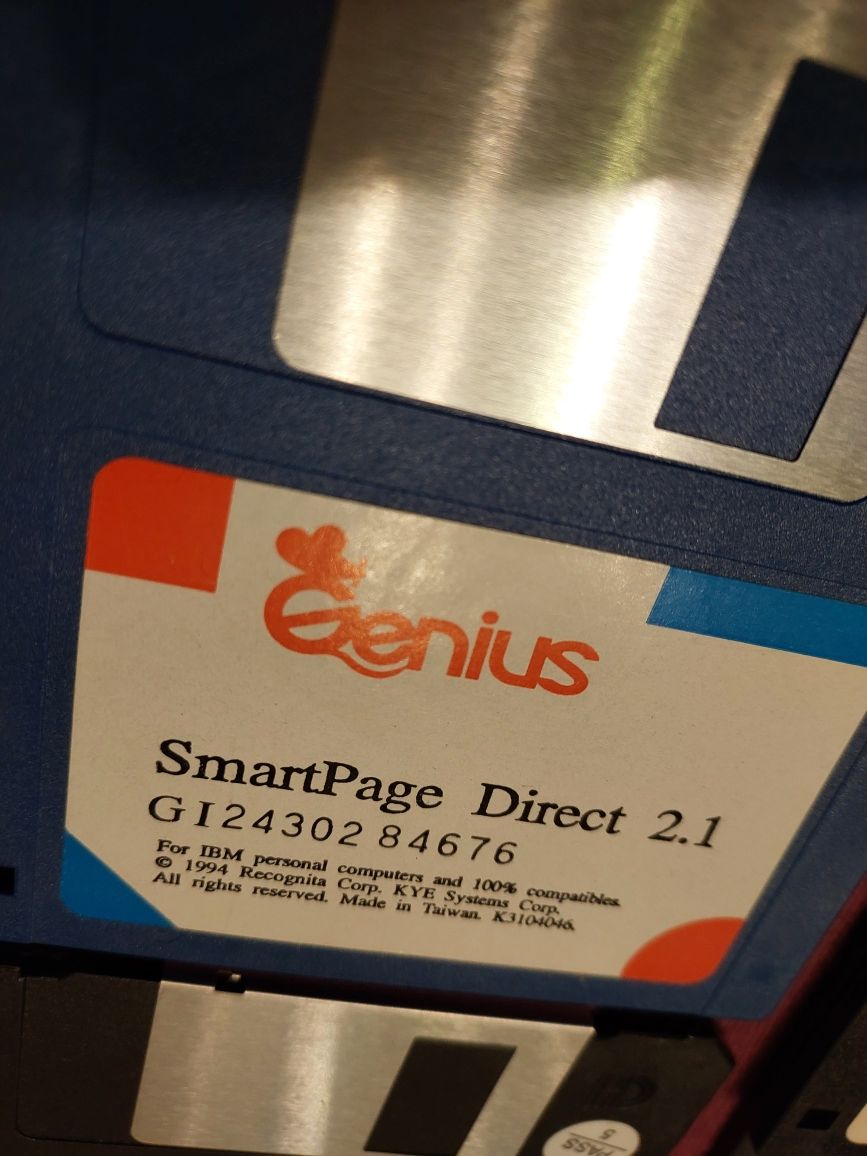 Genius
SmartPage Direct 2.1
GI24302 84676
For IBM personal computers and 100% compatibles.
© 1994 Recognita Corp. KYE Systems Corp.
All rights reserved. Made in Taiwan. K3104046.
PASS
5